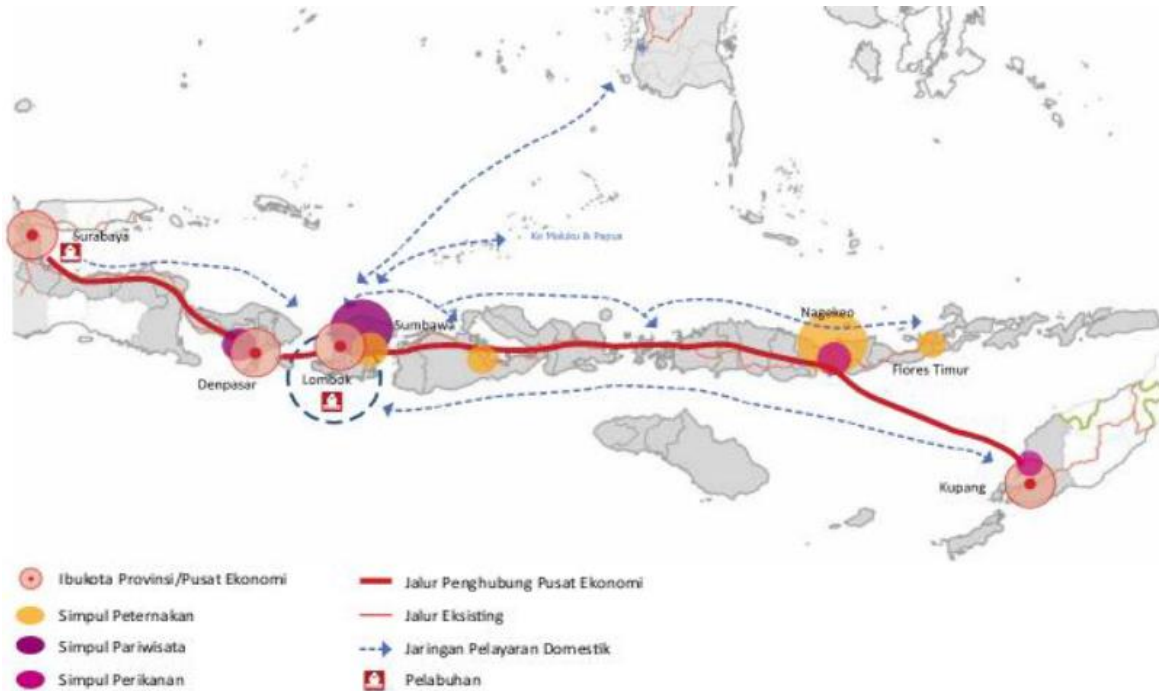 Surabaya
Ke Maluku & Papua
Sumbawa
Nagekeo
Denpasar
Lombok
Flores Timur
Kupang
Ibukota Provinsi/Pusat Ekonomi
Simpul Peternakan
Simpul Pariwisata
Simpul Perikanan
Jalur Penghubung Pusat Ekonomi
Jalur Eksisting
Jaringan Pelayaran Domestik
Pelabuhan